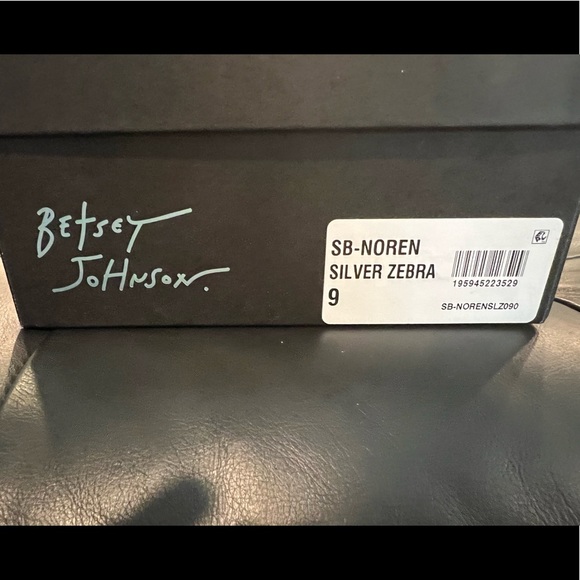 BETSEY
JOHNSON.
SB-NOREN
SILVER ZEBRA
9
195945223529
SB-NORENSLZ090